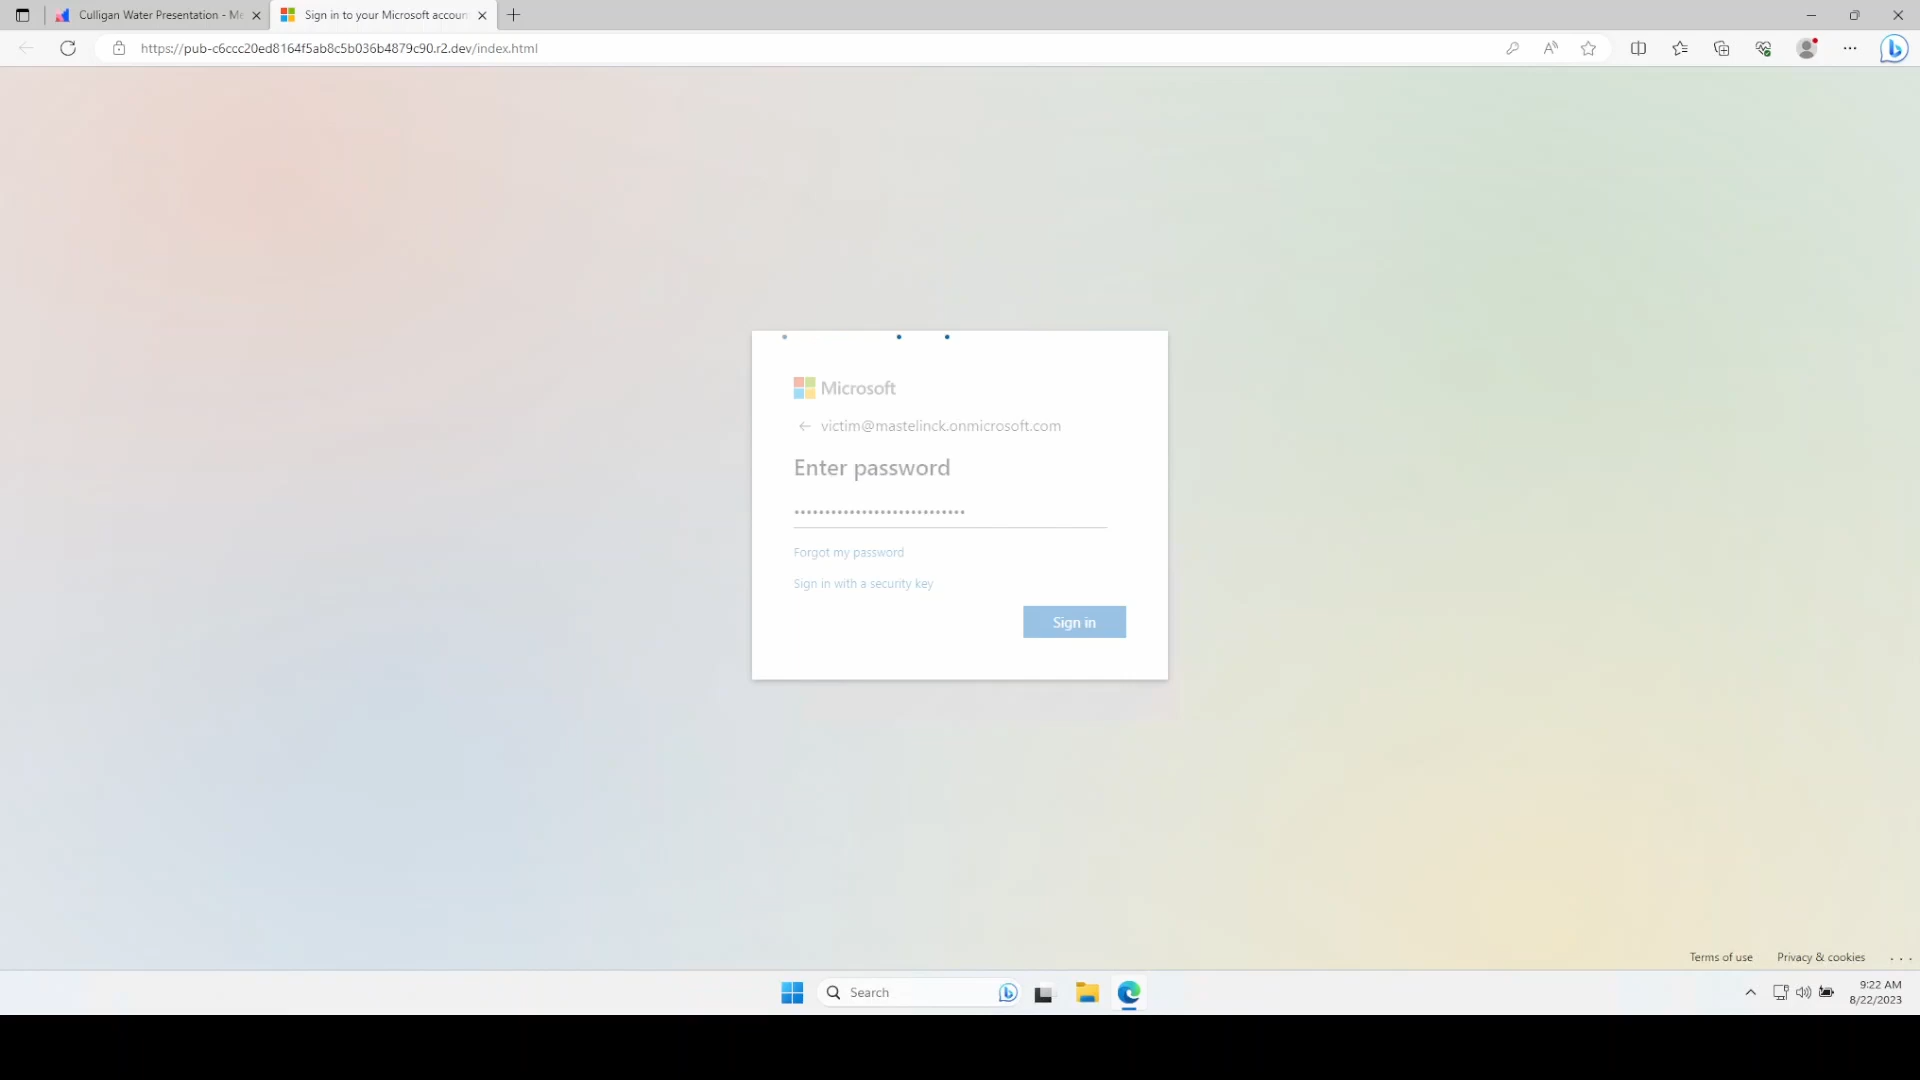 Culligan Water Presentation - Me
Sign in to your Microsoft accoun
https://pub-c6ccc20ed8164f5ab8c5b036b4879c90.r2.dev/index.html
Microsoft
← victim@mastelinck.onmicrosoft.com
Enter password
Forgot my password
Sign in with a security key
Sign in
Terms of use Privacy & cookies ...
Search
9:22 AM
8/22/2023